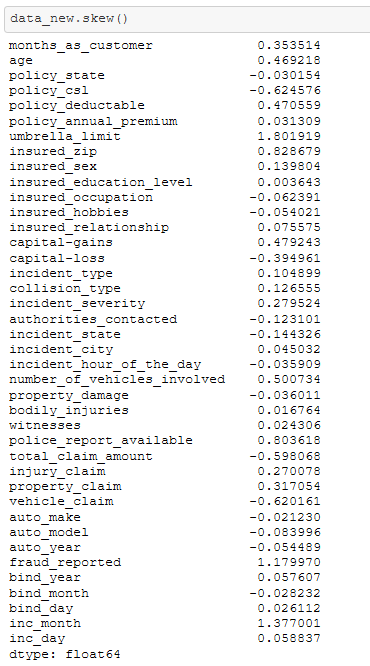 data_new.skew()
months_as_customer 0.353514
age 0.469218
policy_state -0.030154
policy_csl -0.624576
policy_deductable 0.470559
policy_annual_premium 0.031309
umbrella_limit 1.801919
insured_zip 0.828679
insured_sex 0.139804
insured_education_level 0.003643
insured_occupation -0.062391
insured_hobbies -0.054021
insured_relationship 0.075575
capital-gains 0.479243
capital-loss -0.394961
incident_type 0.104899
collision_type 0.126555
incident_severity 0.279524
authorities_contacted -0.123101
incident_state -0.144326
incident_city 0.045032
incident_hour_of_the_day -0.035909
number_of_vehicles_involved 0.500734
property_damage -0.036011
bodily_injuries 0.016764
witnesses 0.024306
police_report_available 0.803618
total_claim_amount -0.598068
injury_claim 0.270078
property_claim 0.317054
vehicle_claim -0.620161
auto_make -0.021230
auto_model -0.083996
auto_year -0.054489
fraud_reported 1.179970
bind_year 0.057607
bind_month -0.028232
bind_day 0.026112
inc_month 1.377001
inc_day 0.058837
dtype: float64